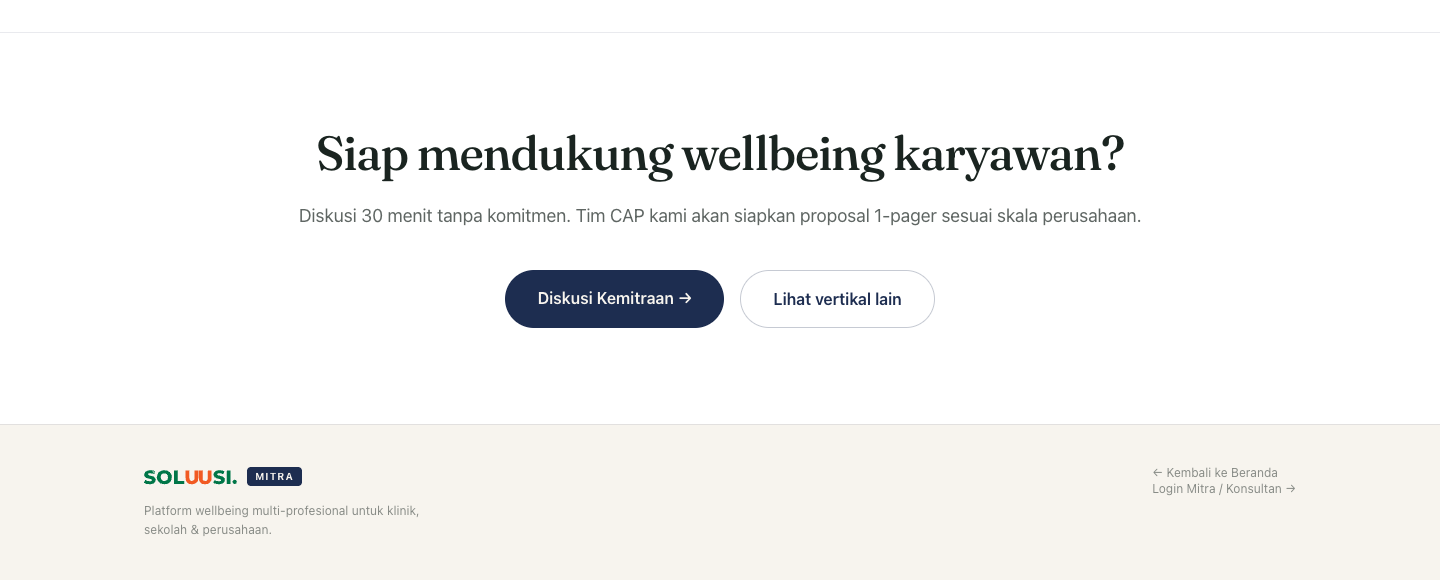 Siap mendukung wellbeing karyawan?
Diskusi 30 menit tanpa komitmen. Tim CAP kami akan siapkan proposal 1-pager sesuai skala perusahaan.
Diskusi Kemitraan →
Lihat vertikal lain
SOLUUSI. MITRA
Platform wellbeing multi-profesional untuk klinik,
sekolah & perusahaan.
← Kembali ke Beranda
Login Mitra / Konsultan →